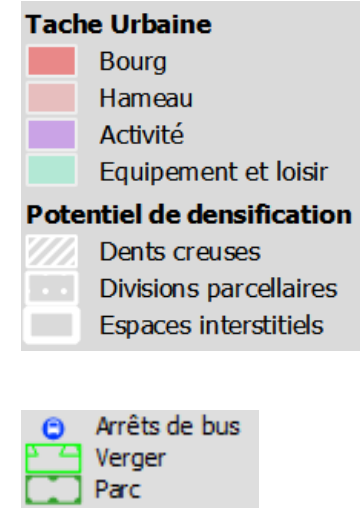 Tache Urbaine
Bourg
Hameau
Activité
Equipement et loisir
Potentiel de densification
Dents creuses
Divisions parcellaires
Espaces interstitiels
Arrêts de bus
Verger
Parc